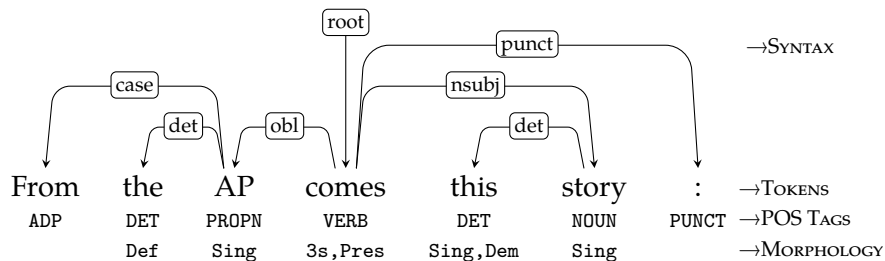 root
punct →SYNTAX
case nsubj
det obl det
From the AP comes this story : →TOKENS
ADP DET PROPN VERB DET NOUN PUNCT →POS TAGS
Def Sing 3s,Pres Sing,Dem Sing →MORPHOLOGY